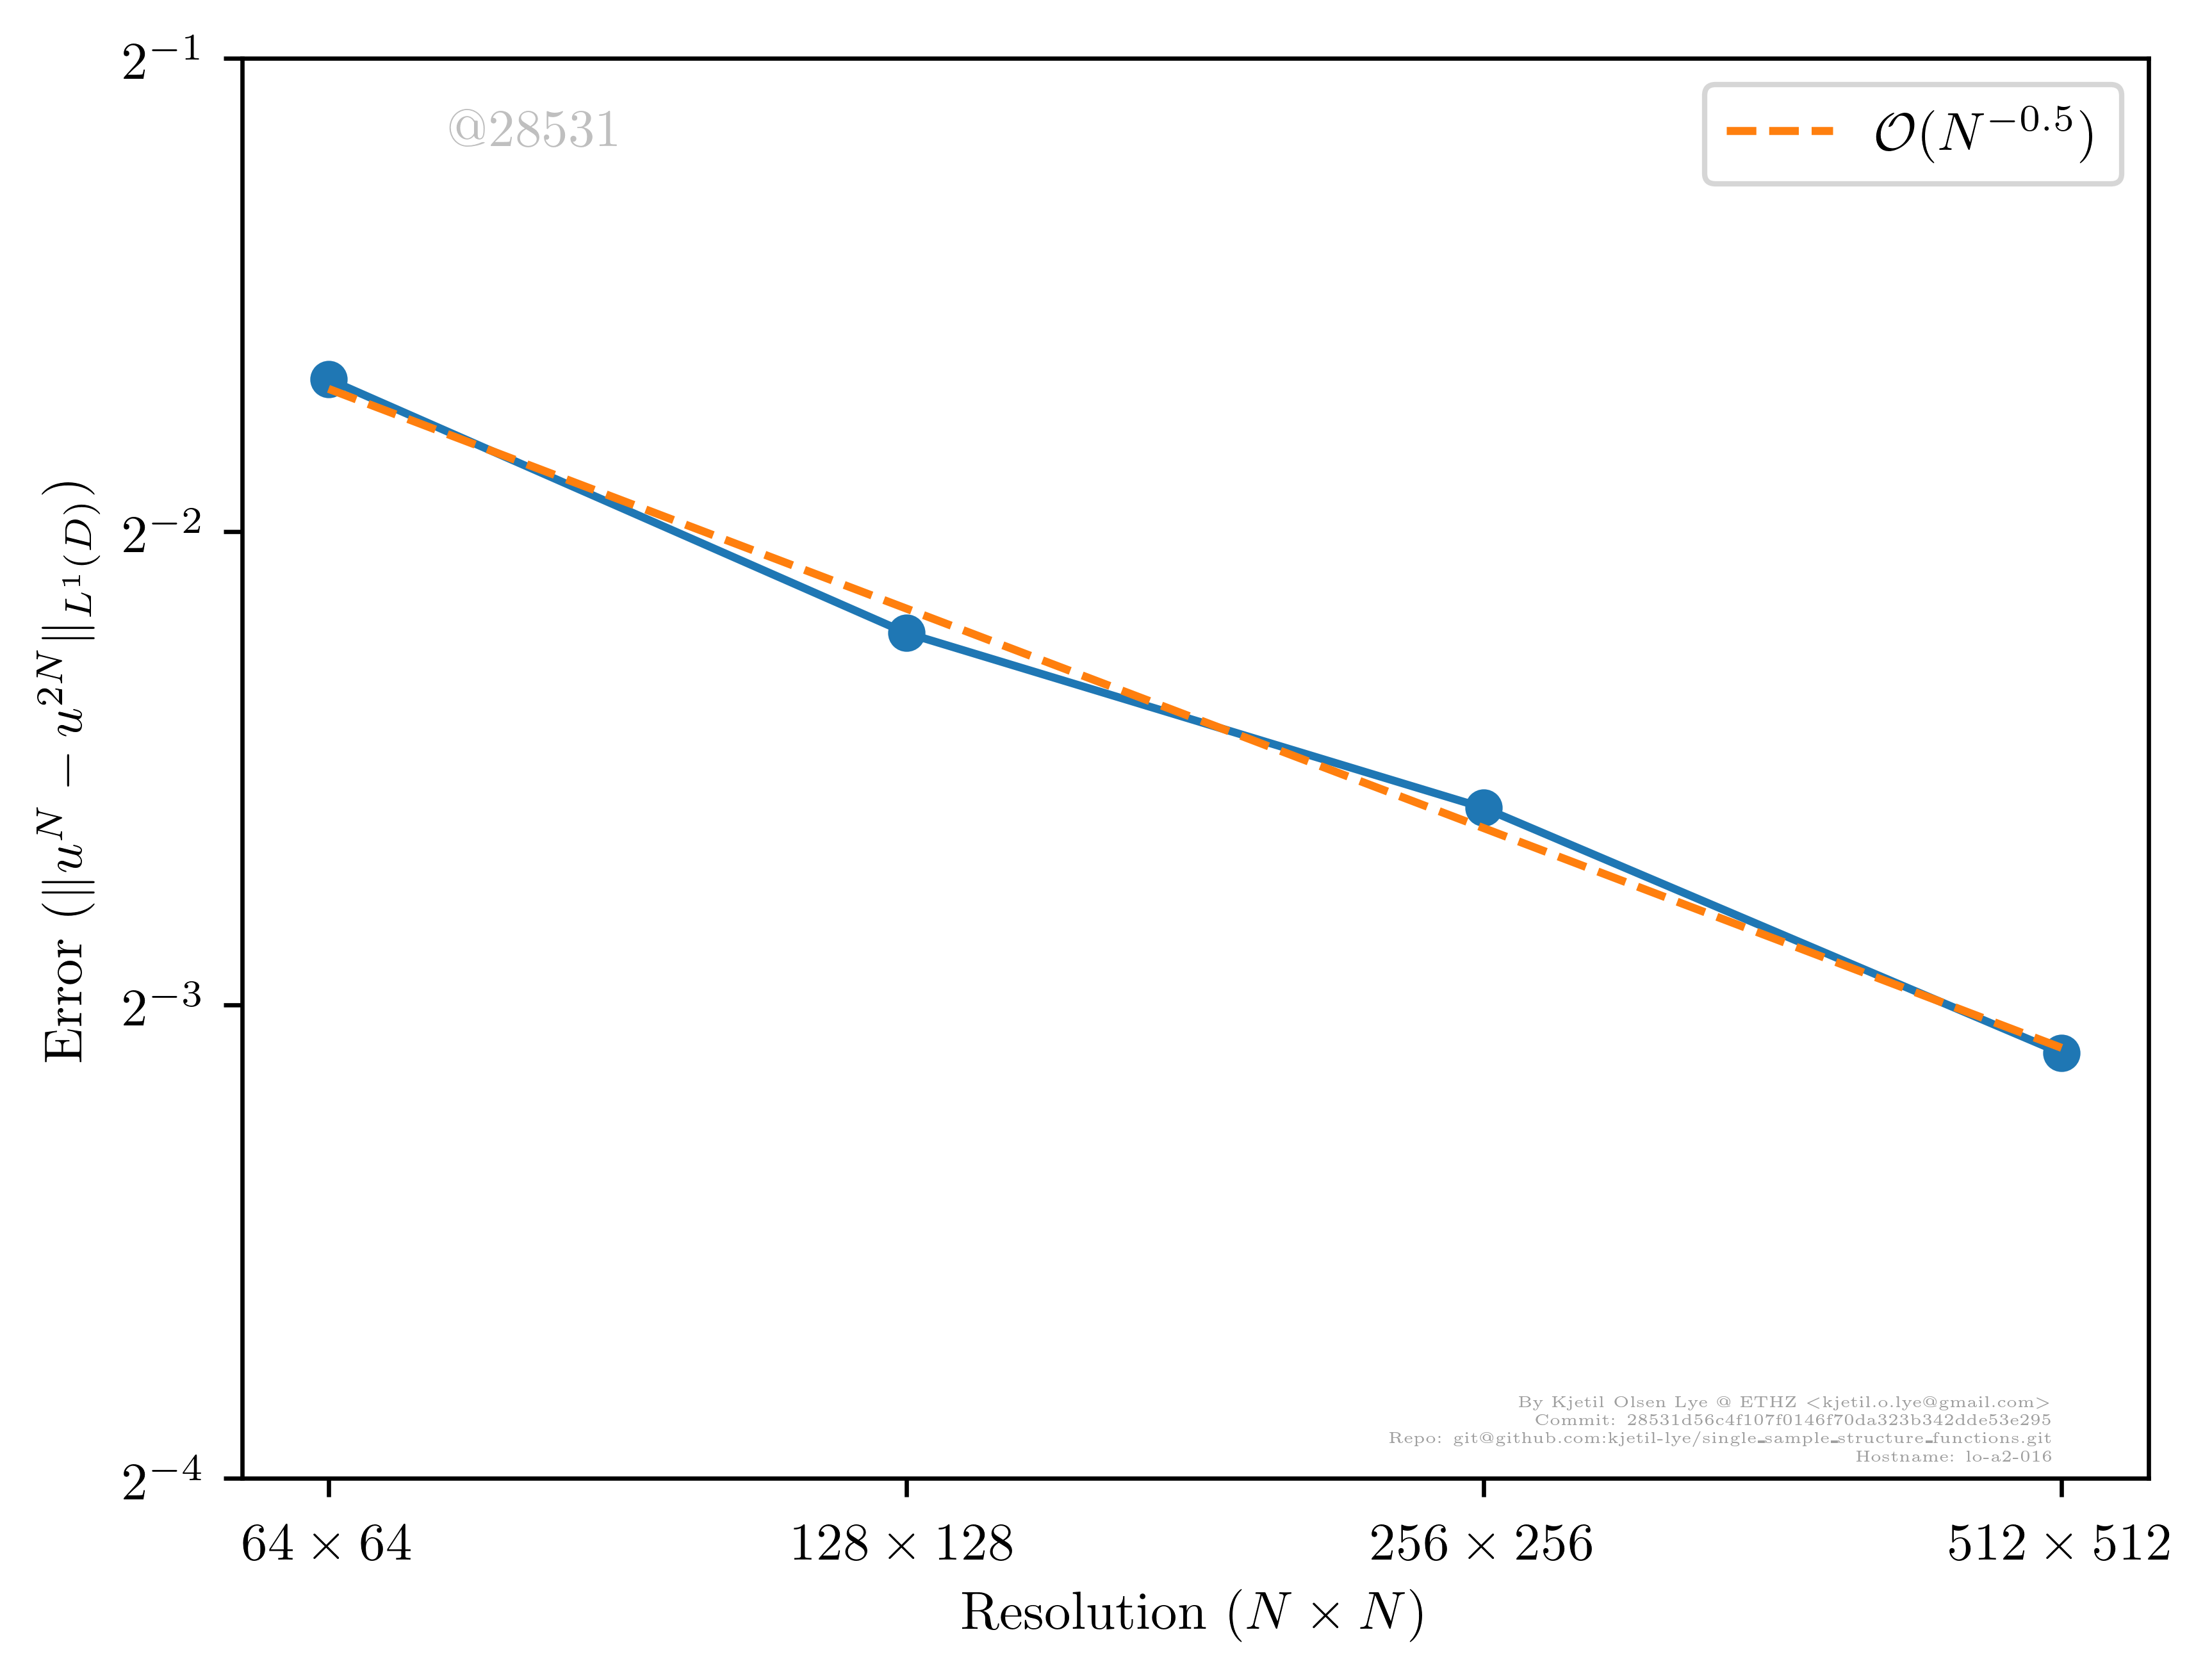 2^{-1}
@28531
\mathcal{O}(N^{-0.5})
2^{-2}
Error (||u^N - u^{2N}||_{L^1(D)})
2^{-3}
By Kjetil Olsen Lye @ ETHZ <kjetil.o.lye@gmail.com>
Commit: 28531d56c4f107f0146f70da323b342dde53e295
Repo: git@github.com:kjetil-lye/single_sample_structure_functions.git
Hostname: lo-a2-016
2^{-4}
64 × 64 128 × 128 256 × 256 512 × 512
Resolution (N × N)